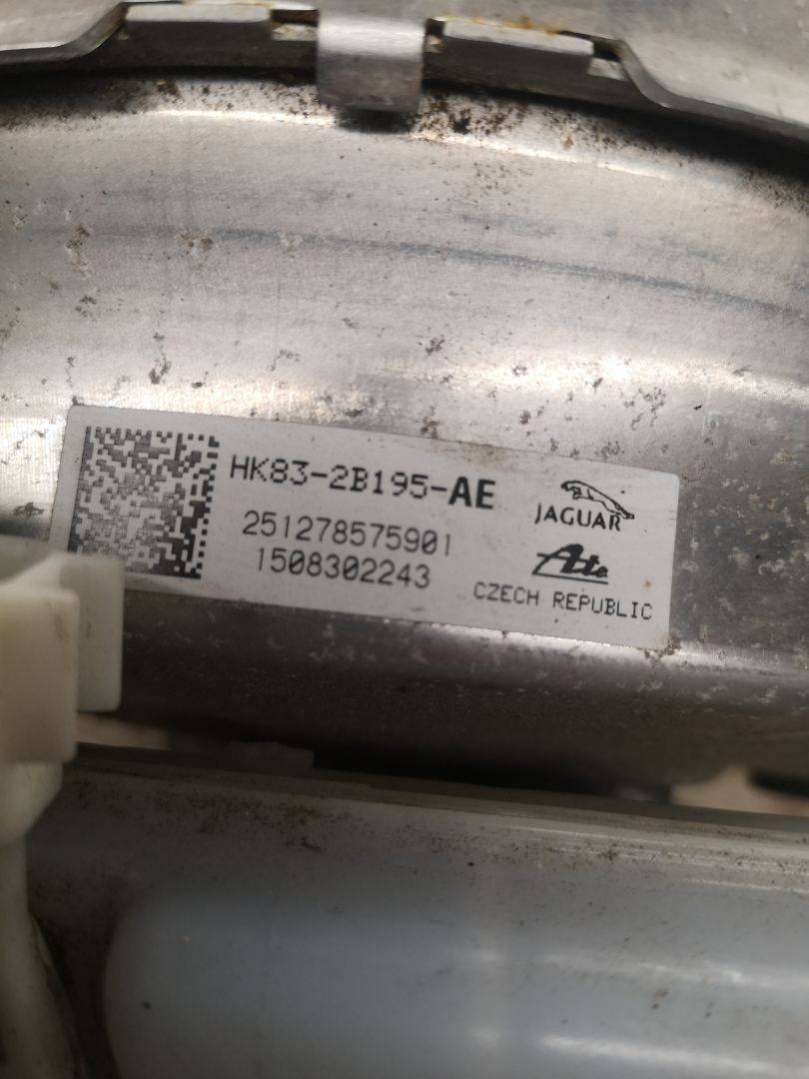 HK83-2B195-AE
251278575901
1508302243
JAGUAR
Ate
CZECH REPUBLIC